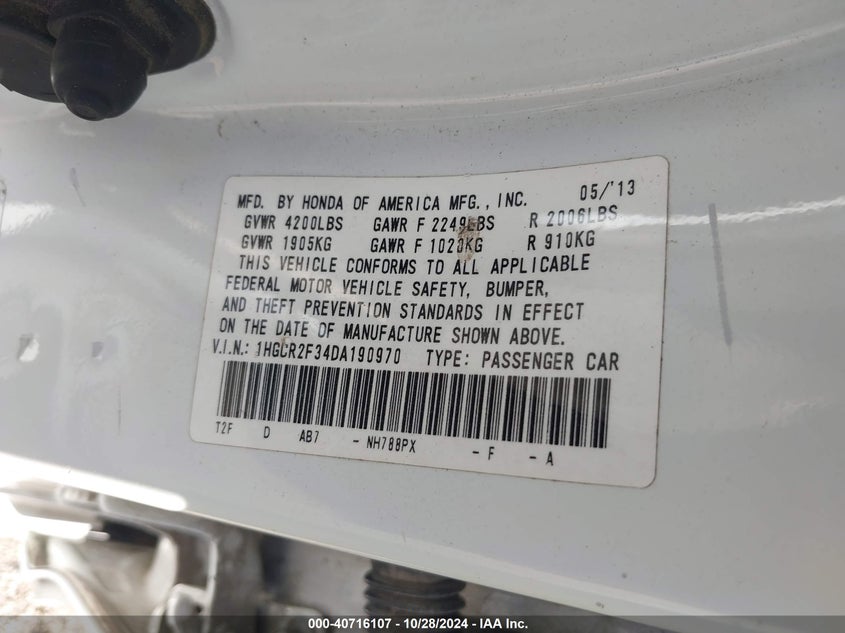 MFD. BY HONDA OF AMERICA MFG., INC. 05/'13
GVWR 4200LBS GAWR F 2249LBS R 2006LBS
GVWR 1905KG GAWR F 1020KG R 910KG
THIS VEHICLE CONFORMS TO ALL APPLICABLE
FEDERAL MOTOR VEHICLE SAFETY, BUMPER,
AND THEFT PREVENTION STANDARDS IN EFFECT
ON THE DATE OF MANUFACTURE SHOWN ABOVE.
V.I.N.: 1HGCR2F34DA190970 TYPE: PASSENGER CAR
T2F D AB7 - NH788PX - F - A
000-40716107 - 10/28/2024 - IAA Inc.